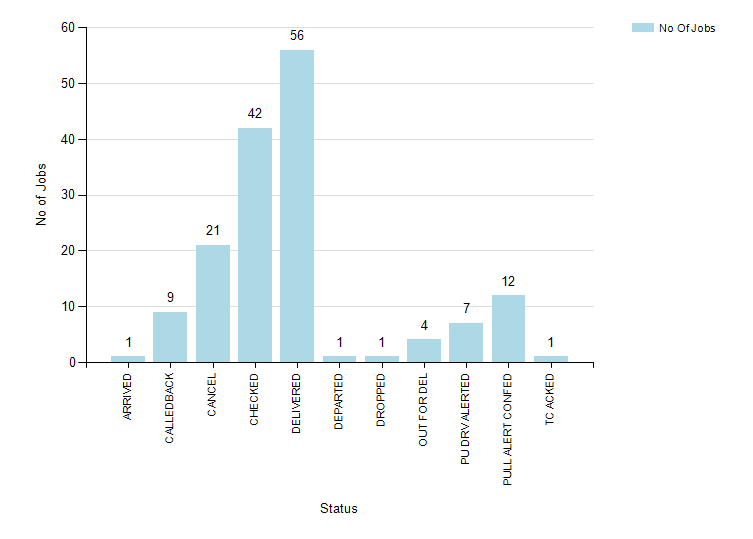 No Of Jobs
60
50
40
30
20
10
0
No of Jobs
1
9
21
42
56
1
1
4
7
12
1
ARRIVED
CALLEDBACK
CANCEL
CHECKED
DELIVERED
DEPARTED
DROPPED
OUT FOR DELI
PU DRV ALERTED
PULL ALERT CONFED
TC ACKED
Status